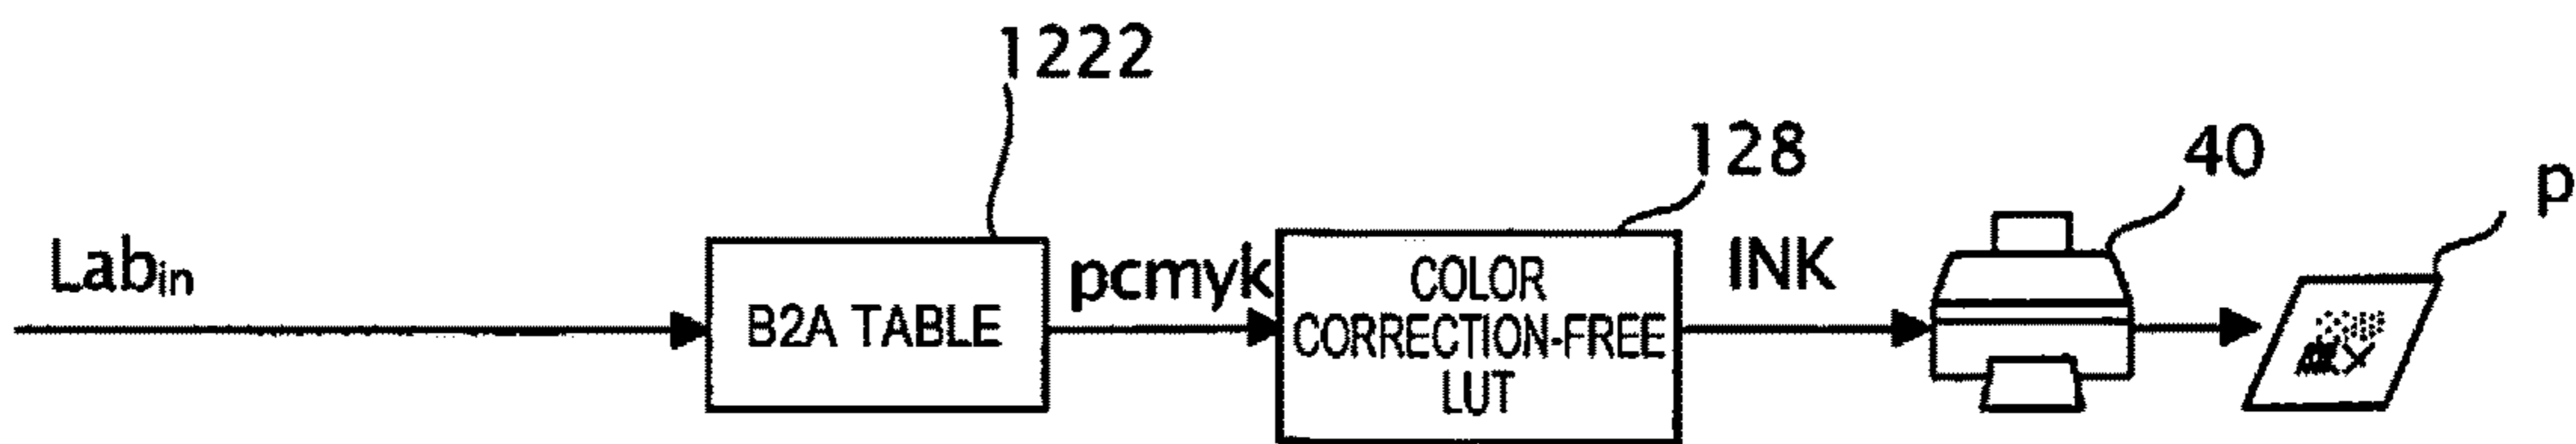 1222
128
40
p
Labin
B2A TABLE
pcmyk
COLOR
CORRECTION-FREE
LUT
INK